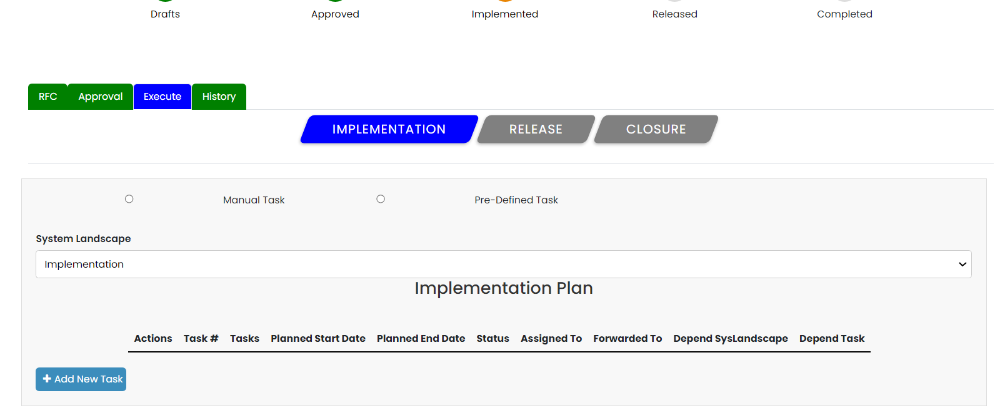 Drafts Approved Implemented Released Completed
RFC Approval Execute History
IMPLEMENTATION RELEASE CLOSURE
Manual Task Pre-Defined Task
System Landscape
Implementation
Implementation Plan
Actions Task # Tasks Planned Start Date Planned End Date Status Assigned To Forwarded To Depend SysLandscape Depend Task
Add New Task